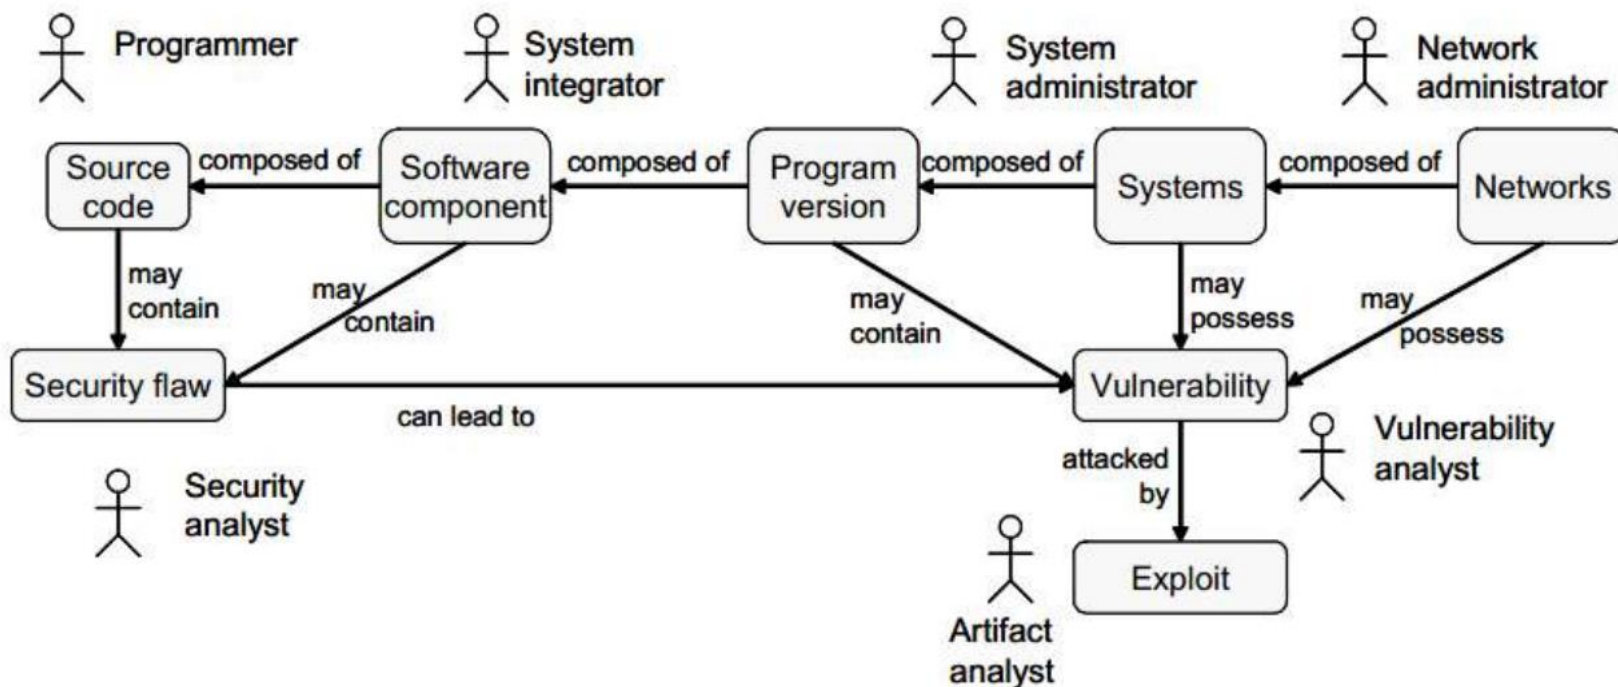 Programmer
System
integrator
System
administrator
Network
administrator
Source
code
composed of
Software
component
composed of
Program
version
composed of
Systems
composed of
Networks
may
contain
may
contain
may
contain
may
possess
may
possess
Security flaw
can lead to
Vulnerability
Security
analyst
attacked
by
Vulnerability
analyst
Exploit
Artifact
analyst